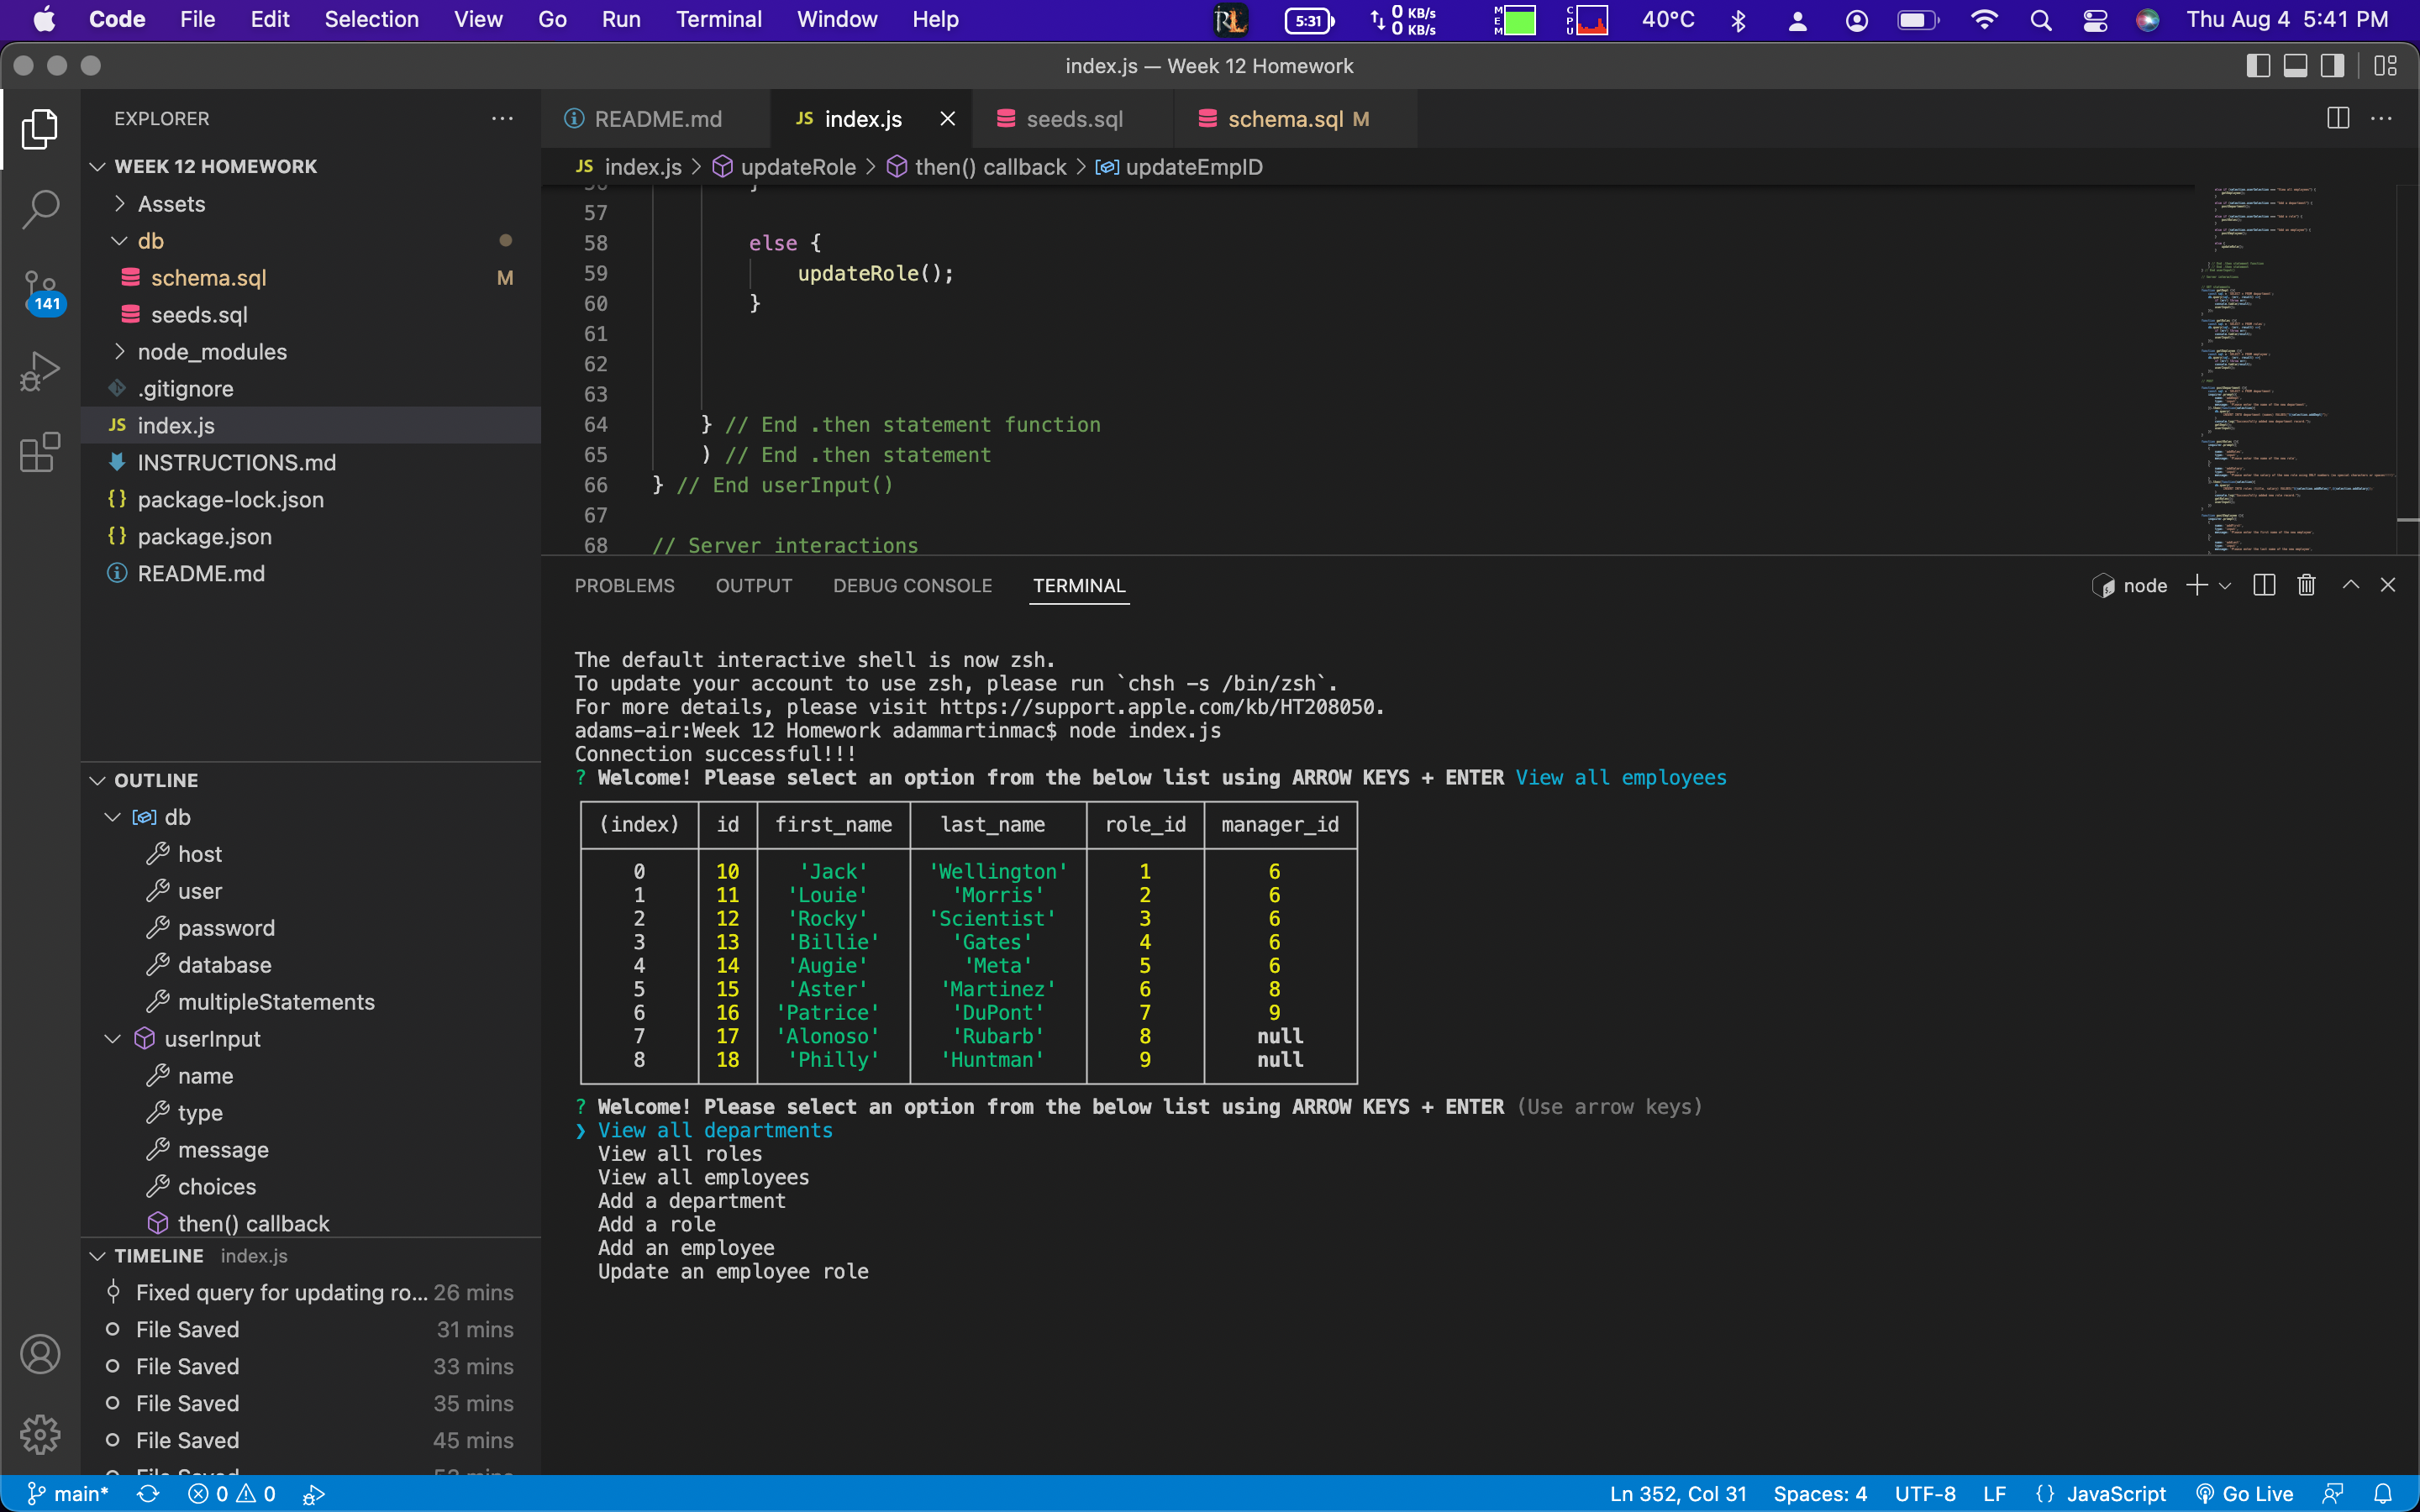 Code File Edit Selection View Go Run Terminal Window Help 5:31 0 KB/s 0 KB/s MEM CPU 40°C Thu Aug 4 5:41 PM
index.js — Week 12 Homework
EXPLORER
WEEK 12 HOMEWORK
Assets
db
schema.sql M
seeds.sql
node_modules
.gitignore
JS index.js
INSTRUCTIONS.md
{} package-lock.json
{} package.json
README.md
OUTLINE
db
host
user
password
database
multipleStatements
userInput
name
type
message
choices
then() callback
TIMELINE index.js
Fixed query for updating ro... 26 mins
File Saved 31 mins
File Saved 33 mins
File Saved 35 mins
File Saved 45 mins
141
README.md JS index.js seeds.sql schema.sql M
JS index.js > updateRole > then() callback > updateEmpID
57
58 else {
59 updateRole();
60 }
61
62
63
64 } // End .then statement function
65 ) // End .then statement
66 } // End userInput()
67
68 // Server interactions
PROBLEMS OUTPUT DEBUG CONSOLE TERMINAL node
The default interactive shell is now zsh.
To update your account to use zsh, please run `chsh -s /bin/zsh`.
For more details, please visit https://support.apple.com/kb/HT208050.
adams-air:Week 12 Homework adammartinmac$ node index.js
Connection successful!!!
? Welcome! Please select an option from the below list using ARROW KEYS + ENTER View all employees
(index) id first_name last_name role_id manager_id
0 10 'Jack' 'Wellington' 1 6
1 11 'Louie' 'Morris' 2 6
2 12 'Rocky' 'Scientist' 3 6
3 13 'Billie' 'Gates' 4 6
4 14 'Augie' 'Meta' 5 6
5 15 'Aster' 'Martinez' 6 8
6 16 'Patrice' 'DuPont' 7 9
7 17 'Alonoso' 'Rubarb' 8 null
8 18 'Philly' 'Huntman' 9 null
? Welcome! Please select an option from the below list using ARROW KEYS + ENTER (Use arrow keys)
❯ View all departments
View all roles
View all employees
Add a department
Add a role
Add an employee
Update an employee role
main* 0 0 Ln 352, Col 31 Spaces: 4 UTF-8 LF {} JavaScript Go Live